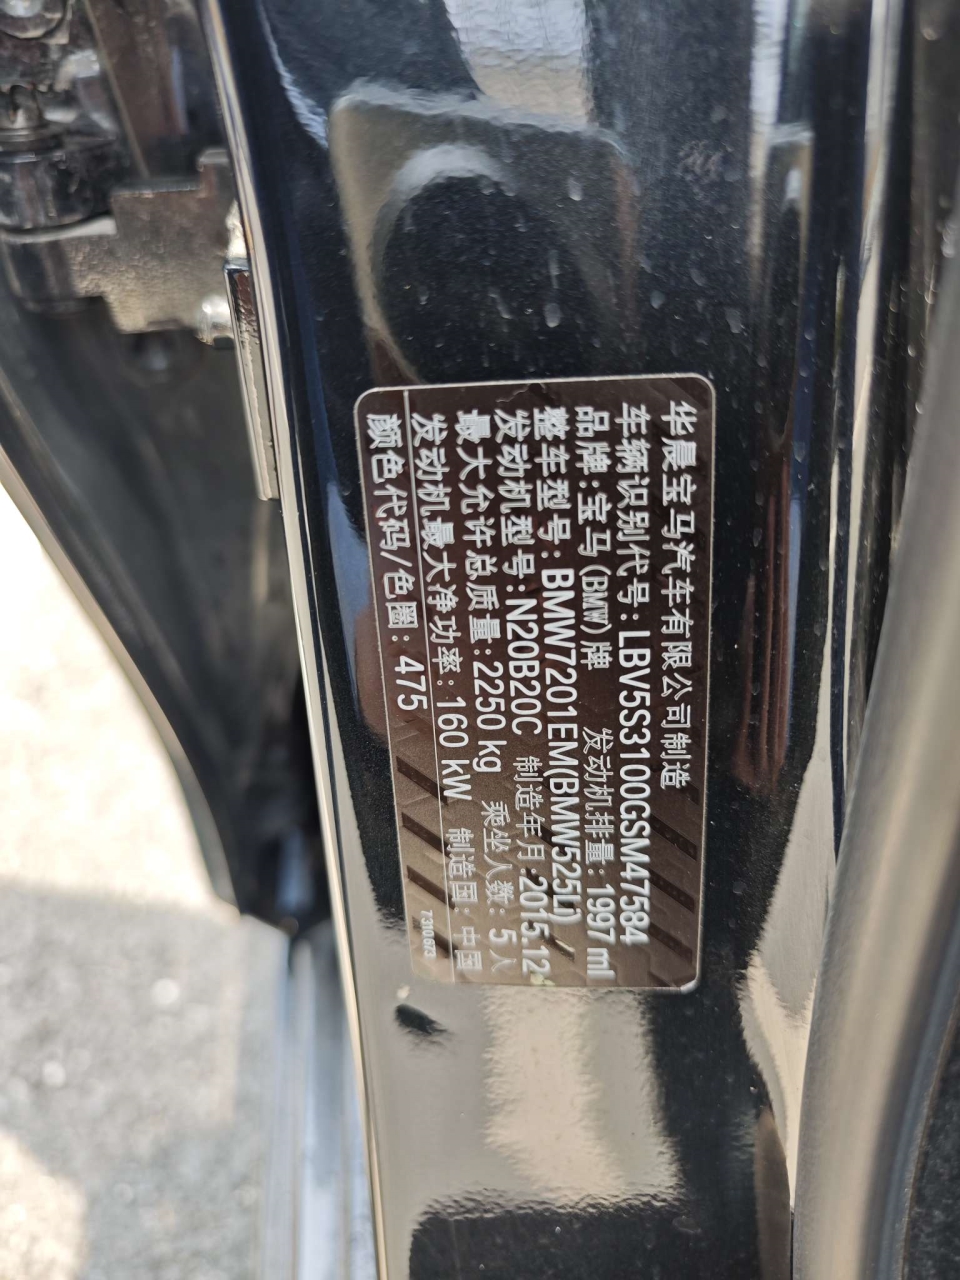 华晨宝马汽车有限公司制造
车辆识别代号：LBV5S3100GSM47584
品牌：宝马(BMW)牌 发动机排量：1997 ml
整车型号：BMW7201EM(BMW525Li)
发动机型号：N20B20C 制造年月：2015.12
最大允许总质量：2250 kg 乘坐人数：5人
发动机最大净功率：160 kW 制造国：中国
颜色代码/色圈：475
7310973